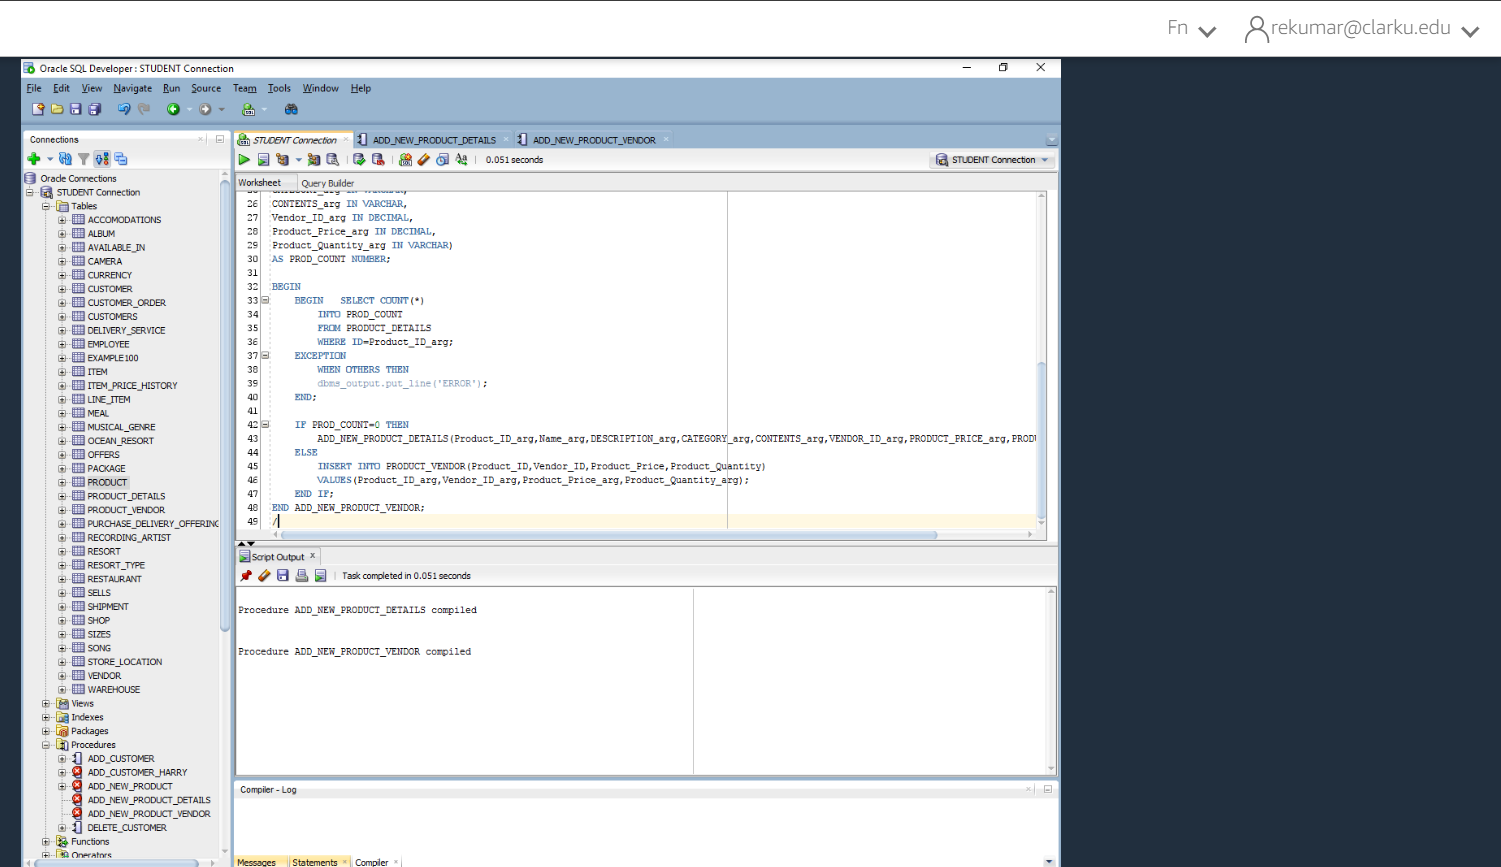 Fn
rekumar@clarku.edu
Oracle SQL Developer : STUDENT Connection
File Edit View Navigate Run Source Team Tools Window Help
Connections
STUDENT Connection
ADD_NEW_PRODUCT_DETAILS
ADD_NEW_PRODUCT_VENDOR
0.051 seconds
STUDENT Connection
Worksheet
Query Builder
Oracle Connections
STUDENT Connection
Tables
ACCOMODATIONS
ALBUM
AVAILABLE_IN
CAMERA
CURRENCY
CUSTOMER
CUSTOMER_ORDER
CUSTOMERS
DELIVERY_SERVICE
EMPLOYEE
EXAMPLE100
ITEM
ITEM_PRICE_HISTORY
LINE_ITEM
MEAL
MUSICAL_GENRE
OCEAN_RESORT
OFFERS
PACKAGE
PRODUCT
PRODUCT_DETAILS
PRODUCT_VENDOR
PURCHASE_DELIVERY_OFFERING
RECORDING_ARTIST
RESORT
RESORT_TYPE
RESTAURANT
SELLS
SHIPMENT
SHOP
SIZES
SONG
STORE_LOCATION
VENDOR
WAREHOUSE
Views
Indexes
Packages
Procedures
ADD_CUSTOMER
ADD_CUSTOMER_HARRY
ADD_NEW_PRODUCT
ADD_NEW_PRODUCT_DETAILS
ADD_NEW_PRODUCT_VENDOR
DELETE_CUSTOMER
Functions
Operators
25 CATEGORY_arg IN VARCHAR,
26 CONTENTS_arg IN VARCHAR,
27 Vendor_ID_arg IN DECIMAL,
28 Product_Price_arg IN DECIMAL,
29 Product_Quantity_arg IN VARCHAR)
30 AS PROD_COUNT NUMBER;
31
32 BEGIN
33 BEGIN SELECT COUNT(*)
34 INTO PROD_COUNT
35 FROM PRODUCT_DETAILS
36 WHERE ID=Product_ID_arg;
37 EXCEPTION
38 WHEN OTHERS THEN
39 dbms_output.put_line('ERROR');
40 END;
41
42 IF PROD_COUNT=0 THEN
43 ADD_NEW_PRODUCT_DETAILS(Product_ID_arg,Name_arg,DESCRIPTION_arg,CATEGORY_arg,CONTENTS_arg,VENDOR_ID_arg,PRODUCT_PRICE_arg,PROD
44 ELSE
45 INSERT INTO PRODUCT_VENDOR(Product_ID,Vendor_ID,Product_Price,Product_Quantity)
46 VALUES(Product_ID_arg,Vendor_ID_arg,Product_Price_arg,Product_Quantity_arg);
47 END IF;
48 END ADD_NEW_PRODUCT_VENDOR;
49 /
Script Output
Task completed in 0.051 seconds
Procedure ADD_NEW_PRODUCT_DETAILS compiled
Procedure ADD_NEW_PRODUCT_VENDOR compiled
Compiler - Log
Messages
Statements
Compiler